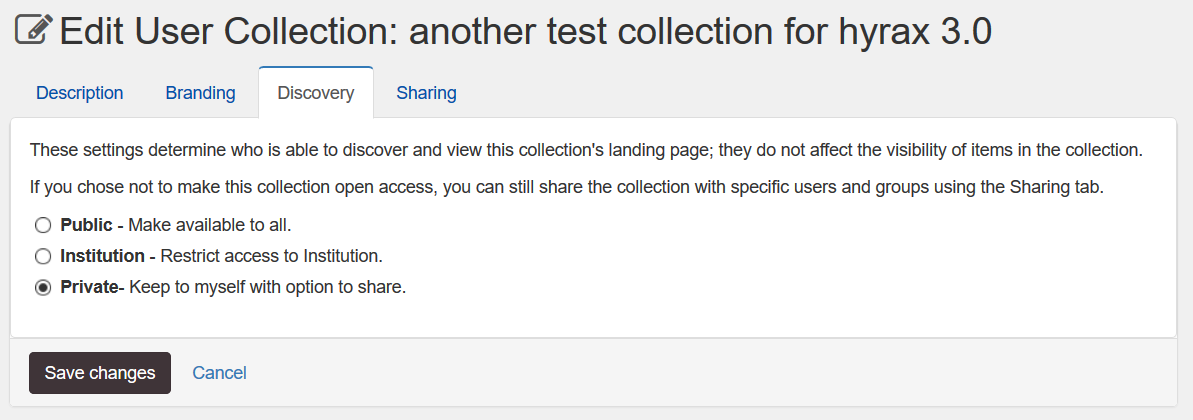 Edit User Collection: another test collection for hyrax 3.0
Description Branding Discovery Sharing
These settings determine who is able to discover and view this collection's landing page; they do not affect the visibility of items in the collection.
If you chose not to make this collection open access, you can still share the collection with specific users and groups using the Sharing tab.
Public - Make available to all.
Institution - Restrict access to Institution.
Private- Keep to myself with option to share.
Save changes Cancel